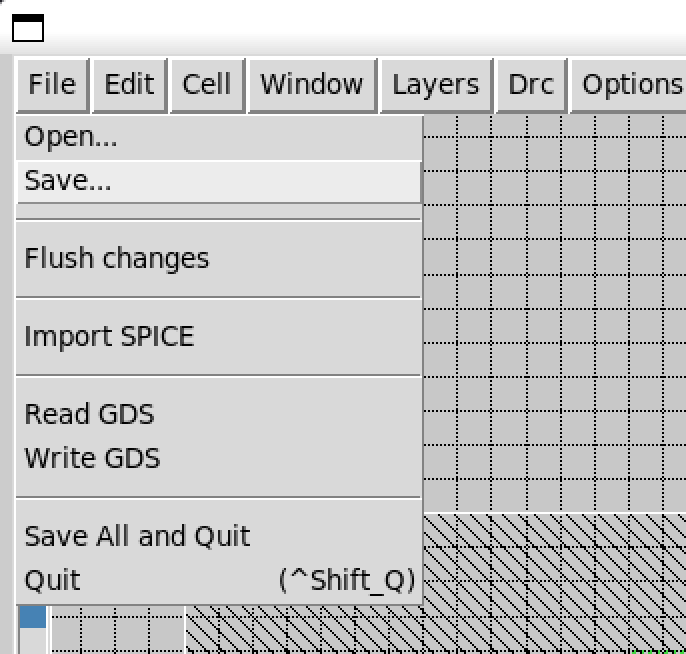 File Edit Cell Window Layers Drc Options
Open...
Save...
Flush changes
Import SPICE
Read GDS
Write GDS
Save All and Quit
Quit (^Shift_Q)